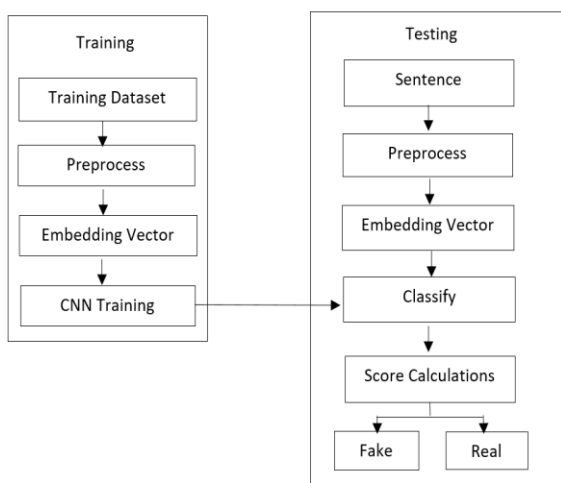 Training
Training Dataset
Preprocess
Embedding Vector
CNN Training
Testing
Sentence
Preprocess
Embedding Vector
Classify
Score Calculations
Fake
Real